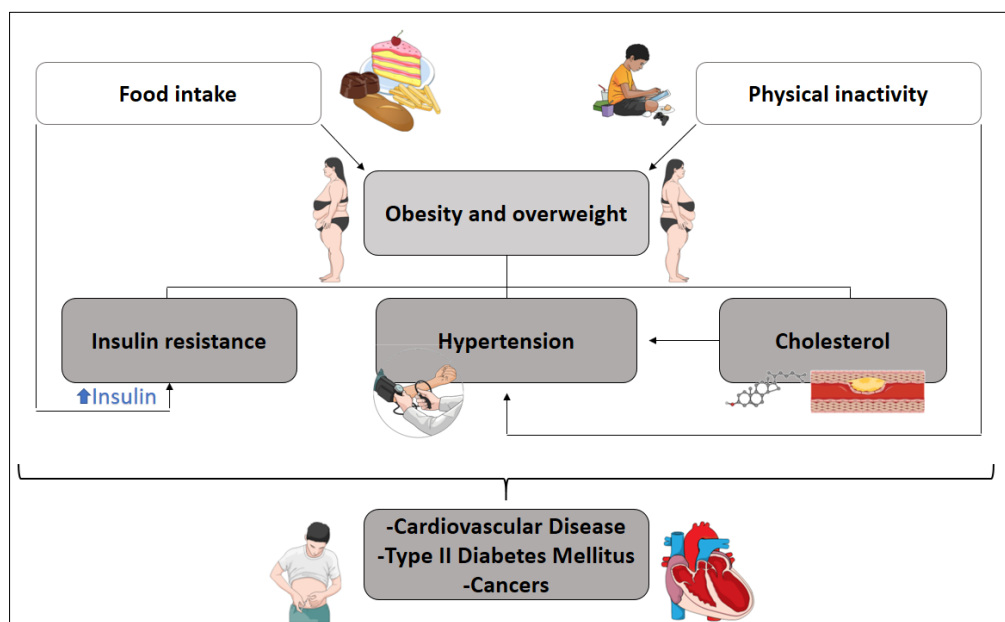 Food intake
Physical inactivity
Obesity and overweight
Insulin resistance
Hypertension
Cholesterol
⬆Insulin
-Cardiovascular Disease
-Type II Diabetes Mellitus
-Cancers